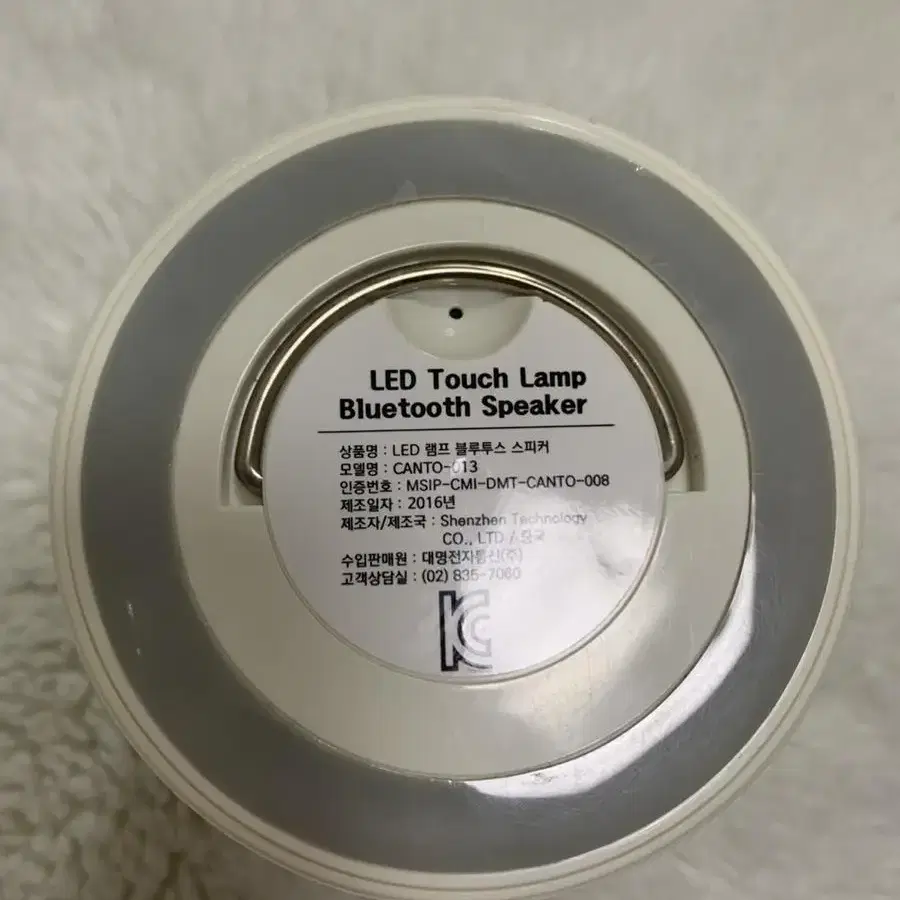 LED Touch Lamp
Bluetooth Speaker
상품명 : LED 램프 블루투스 스피커
모델명 : CANTO-013
인증번호 : MSIP-CMI-DMT-CANTO-008
제조일자 : 2016년
제조자/제조국 : Shenzhen Technology
CO., LTD / 중국
수입판매원 : 대명전자통신(주)
고객상담실 : (02) 835-7060
KC